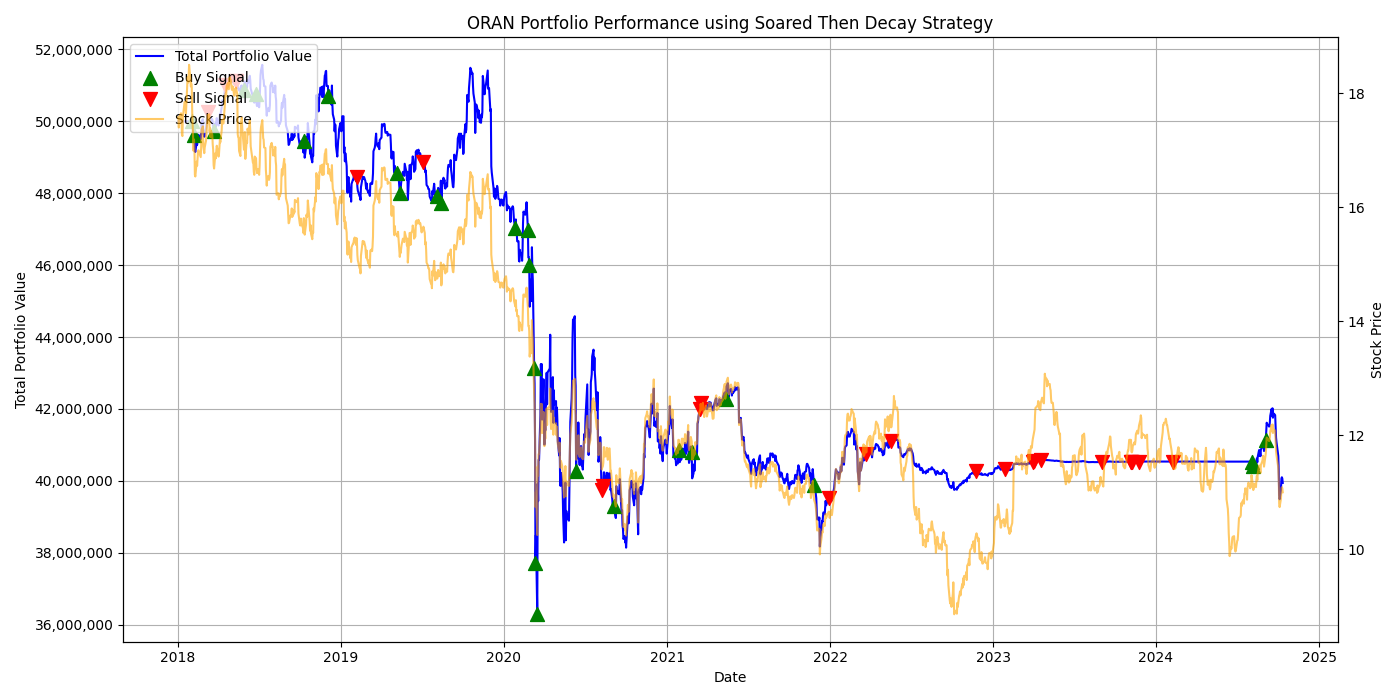 ORAN Portfolio Performance using Soared Then Decay Strategy
52,000,000
50,000,000
48,000,000
46,000,000
44,000,000
42,000,000
40,000,000
38,000,000
36,000,000
Total Portfolio Value
Total Portfolio Value
Buy Signal
Sell Signal
Stock Price
18
16
14
12
10
Stock Price
2018
2019
2020
2021
2022
2023
2024
2025
Date